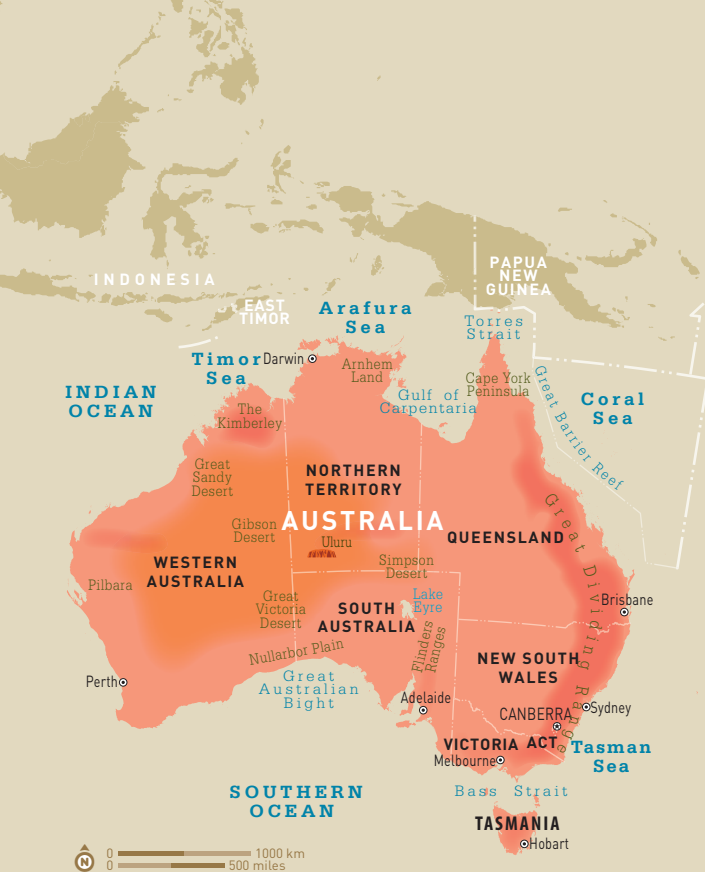 INDONESIA
EAST
TIMOR
PAPUA
NEW
GUINEA
Arafura
Sea
Torres
Strait
Timor
Sea
Darwin
Arnhem
Land
Cape York
Peninsula
INDIAN
OCEAN
Gulf of
Carpentaria
Great Barrier Reef
Coral
Sea
The
Kimberley
Great
Sandy
Desert
NORTHERN
TERRITORY
Great Dividing Range
Gibson
Desert
AUSTRALIA
QUEENSLAND
Uluru
WESTERN
AUSTRALIA
Simpson
Desert
Pilbara
Great
Victoria
Desert
SOUTH
AUSTRALIA
Lake
Eyre
Brisbane
Flinders
Ranges
Nullarbor Plain
NEW SOUTH
WALES
Perth
Great
Australian
Bight
Adelaide
CANBERRA
Sydney
VICTORIA
ACT
Melbourne
Tasman
Sea
SOUTHERN
OCEAN
Bass Strait
TASMANIA
Hobart
N
0 1000 km
0 500 miles